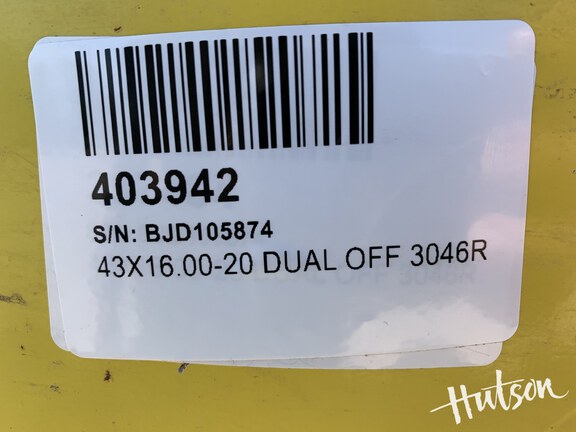 403942
S/N: BJD105874
43X16.00-20 DUAL OFF 3046R
Hutson